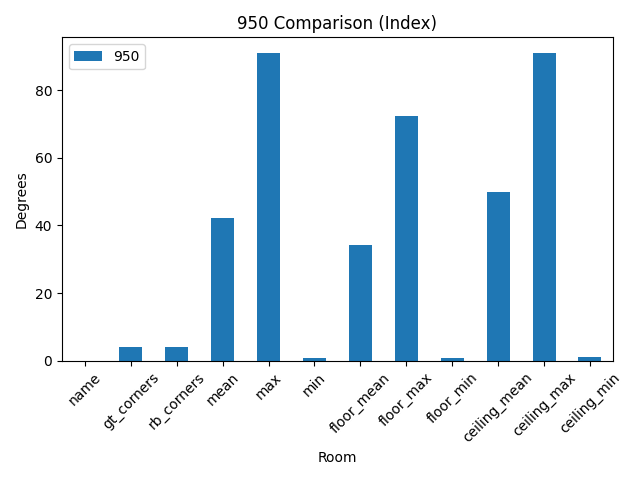 950 Comparison (Index)
950
Degrees
80
60
40
20
0
name
gt_corners
rb_corners
mean
max
min
floor_mean
floor_max
floor_min
ceiling_mean
ceiling_max
ceiling_min
Room